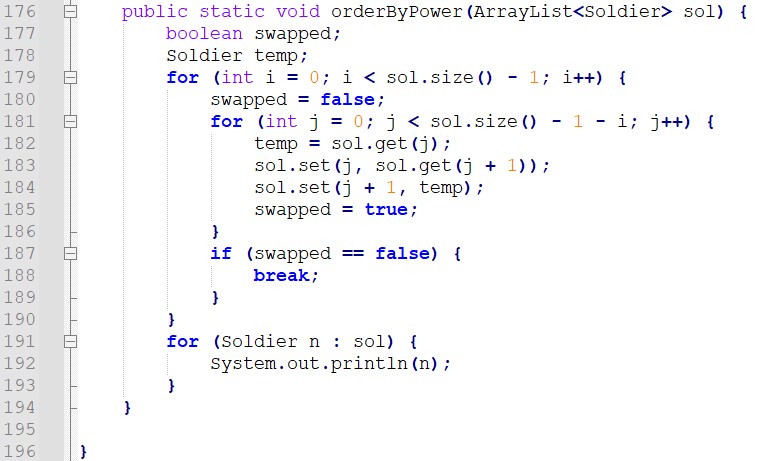 176 public static void orderByPower(ArrayList<Soldier> sol) {
177 boolean swapped;
178 Soldier temp;
179 for (int i = 0; i < sol.size() - 1; i++) {
180 swapped = false;
181 for (int j = 0; j < sol.size() - 1 - i; j++) {
182 temp = sol.get(j);
183 sol.set(j, sol.get(j + 1));
184 sol.set(j + 1, temp);
185 swapped = true;
186 }
187 if (swapped == false) {
188 break;
189 }
190 }
191 for (Soldier n : sol) {
192 System.out.println(n);
193 }
194 }
195
196 }